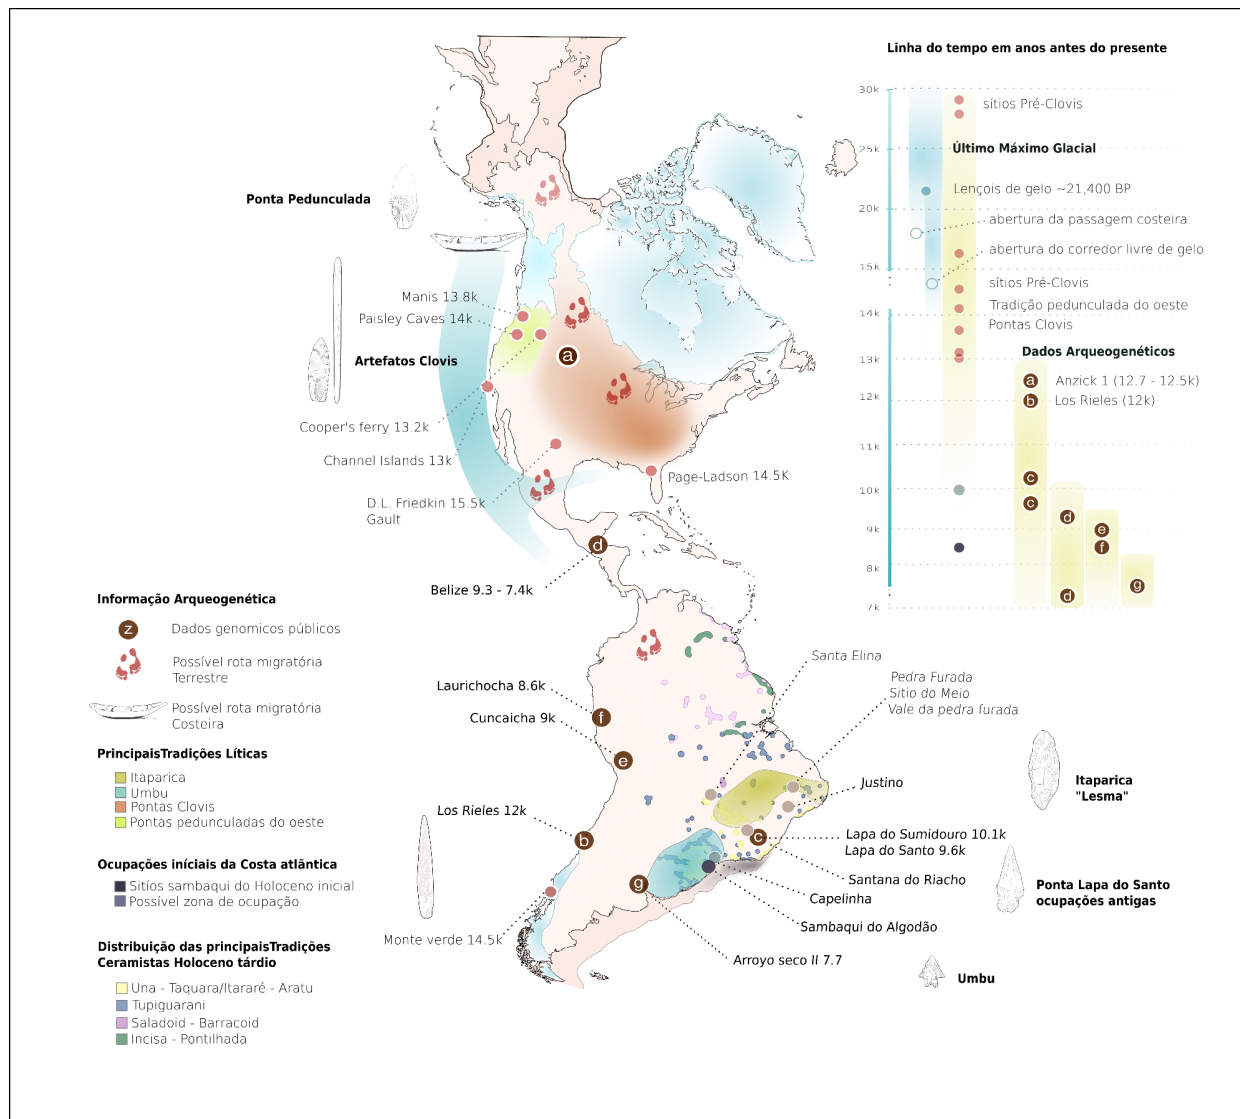 Linha do tempo em anos antes do presente
30k
sítios Pré-Clovis
25k
Último Máximo Glacial
Lençois de gelo ~21,400 BP
20k
abertura da passagem costeira
abertura do corredor livre de gelo
15k
sítios Pré-Clovis
Tradição pedunculada do oeste
14k
Pontas Clovis
13k
Dados Arqueogenéticos
a
Anzick 1 (12.7 - 12.5k)
12k
b
Los Rieles (12k)
11k
10k
c
c
d
9k
e
f
8k
g
d
7k
Ponta Pedunculada
Manis 13.8k
Paisley Caves 14k
Artefatos Clovis
a
Cooper's ferry 13.2k
Channel Islands 13k
D.L. Friedkin 15.5k
Gault
Page-Ladson 14.5K
d
Belize 9.3 - 7.4k
Informação Arqueogenética
z
Dados genomicos públicos
Possível rota migratória
Terrestre
Possível rota migratória
Costeira
PrincipaisTradições Líticas
Itaparica
Umbu
Pontas Clovis
Pontas pedunculadas do oeste
Ocupações iníciais da Costa atlântica
Sitíos sambaqui do Holoceno inicial
Possível zona de ocupação
Distribuição das principaisTradições
Ceramistas Holoceno tárdio
Una - Taquara/Itararé - Aratu
Tupiguarani
Saladoid - Barracoid
Incisa - Pontilhada
Santa Elina
Pedra Furada
Sitio do Meio
Vale da pedra furada
Laurichocha 8.6k
f
Cuncaicha 9k
e
Justino
Itaparica
"Lesma"
Los Rieles 12k
b
c
Lapa do Sumidouro 10.1k
Lapa do Santo 9.6k
g
Santana do Riacho
Capelinha
Ponta Lapa do Santo
ocupações antigas
Sambaqui do Algodão
Monte verde 14.5k
Arroyo seco II 7.7
Umbu